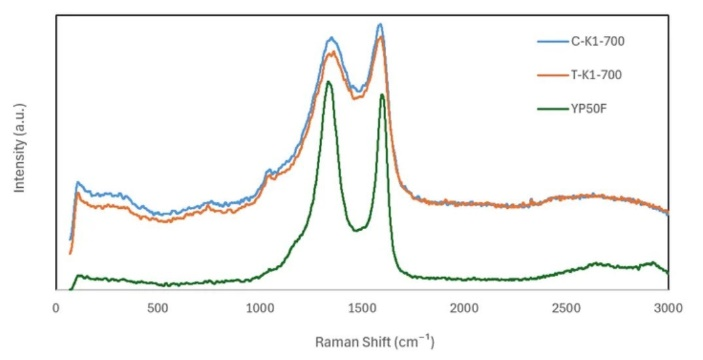 C-K1-700
T-K1-700
YP50F
Intensity (a.u.)
0 500 1000 1500 2000 2500 3000
Raman Shift (cm⁻¹)